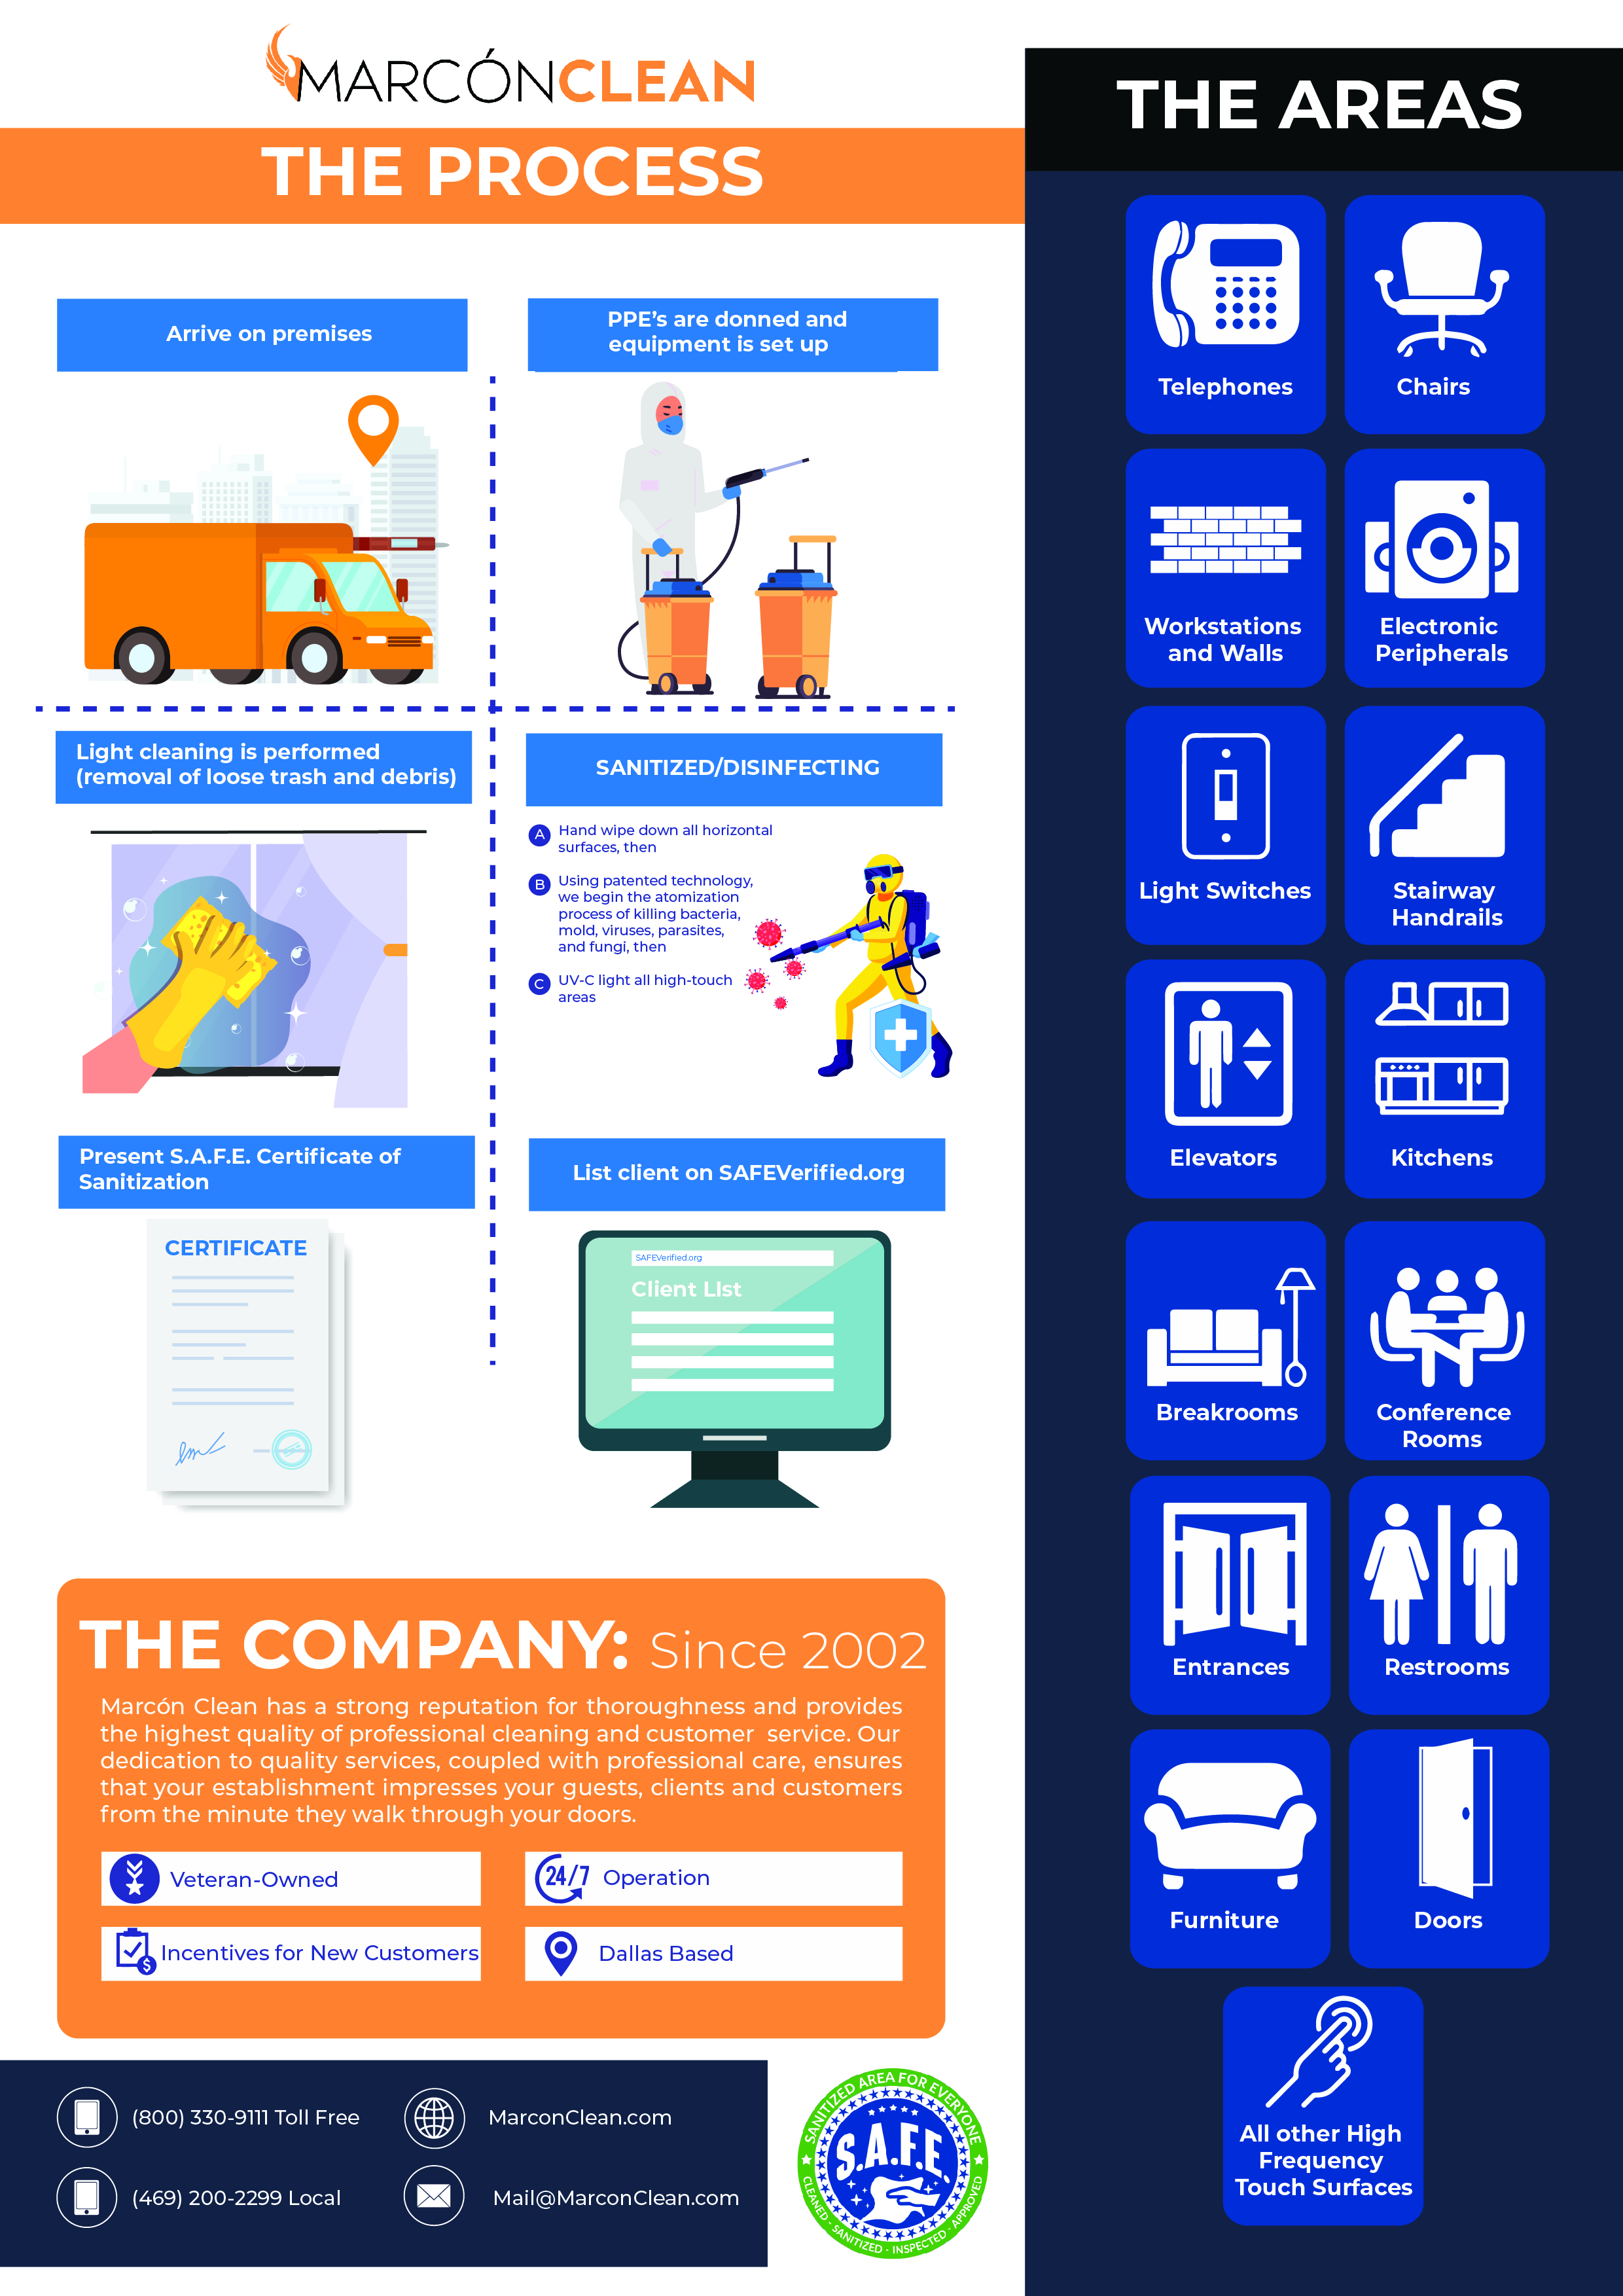 MARCÓNCLEAN
THE PROCESS
Arrive on premises
PPE's are donned and
equipment is set up
Light cleaning is performed
(removal of loose trash and debris)
SANITIZED/DISINFECTING
A Hand wipe down all horizontal
surfaces, then
B Using patented technology,
we begin the atomization
process of killing bacteria,
mold, viruses, parasites,
and fungi, then
C UV-C light all high-touch
areas
Present S.A.F.E. Certificate of
Sanitization
CERTIFICATE
List client on SAFEVerified.org
SAFEVerified.org
Client LIst
THE COMPANY: Since 2002
Marcón Clean has a strong reputation for thoroughness and provides
the highest quality of professional cleaning and customer service. Our
dedication to quality services, coupled with professional care, ensures
that your establishment impresses your guests, clients and customers
from the minute they walk through your doors.
Veteran-Owned
24/7 Operation
$ Incentives for New Customers
Dallas Based
(800) 330-9111 Toll Free
MarconClean.com
(469) 200-2299 Local
Mail@MarconClean.com
SANITIZED AREA FOR EVERYONE
S.A.F.E.
CLEANED - SANITIZED - INSPECTED - APPROVED
THE AREAS
Telephones
Chairs
Workstations
and Walls
Electronic
Peripherals
Light Switches
Stairway
Handrails
Elevators
Kitchens
Breakrooms
Conference
Rooms
Entrances
Restrooms
Furniture
Doors
All other High
Frequency
Touch Surfaces